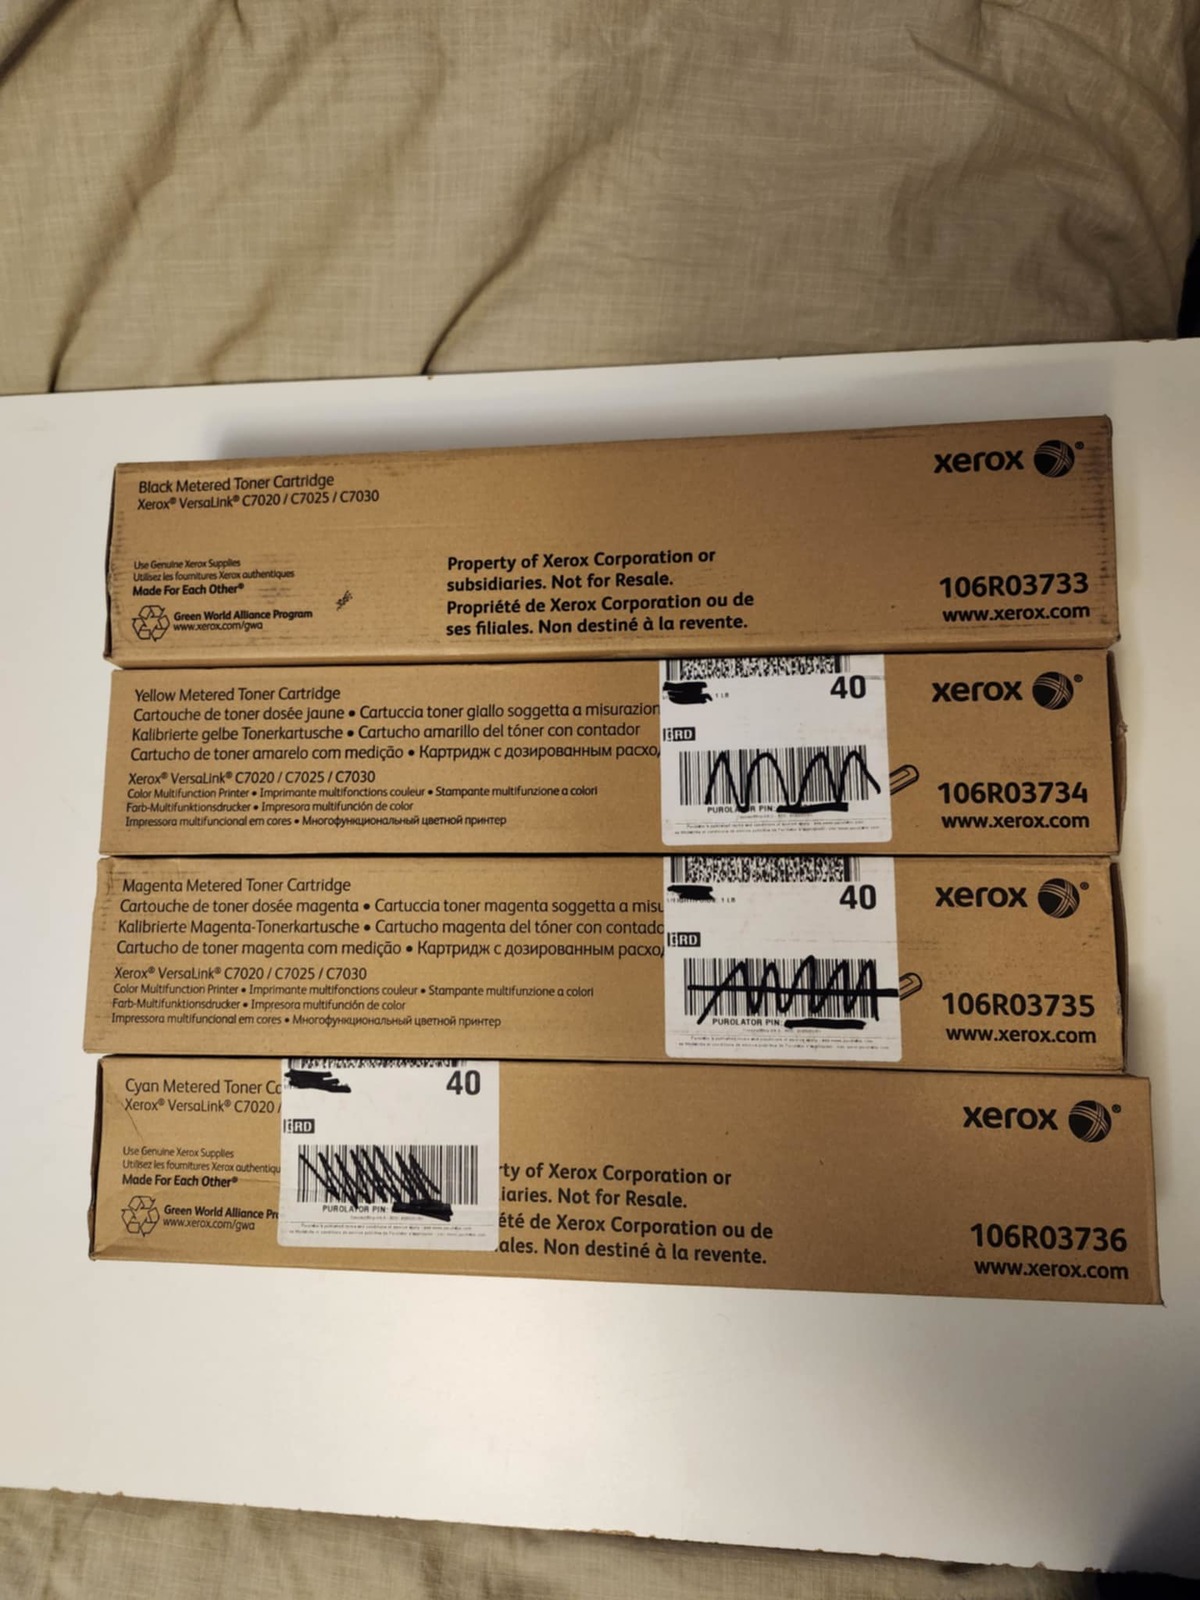 Black Metered Toner Cartridge
Xerox® VersaLink® C7020 / C7025 / C7030
xerox®
Use Genuine Xerox Supplies
Utilisez les fournitures Xerox authentiques
Made For Each Other®
Green World Alliance Program
www.xerox.com/gwa
Property of Xerox Corporation or
subsidiaries. Not for Resale.
Propriété de Xerox Corporation ou de
ses filiales. Non destiné à la revente.
106R03733
www.xerox.com
Yellow Metered Toner Cartridge
Cartouche de toner dosée jaune • Cartuccia toner giallo soggetta a misurazion
Kalibrierte gelbe Tonerkartusche • Cartucho amarillo del tóner con contador
Cartucho de toner amarelo com medição • Картридж с дозированным расхо
Xerox® VersaLink® C7020 / C7025 / C7030
Color Multifunction Printer • Imprimante multifonctions couleur • Stampante multifunzione a colori
Farb-Multifunktionsdrucker • Impresora multifunción de color
Impressora multifuncional em cores • Многофункциональный цветной принтер
40
1 LB
RD
PUROLATOR PIN:
xerox®
106R03734
www.xerox.com
Magenta Metered Toner Cartridge
Cartouche de toner dosée magenta • Cartuccia toner magenta soggetta a misu
Kalibrierte Magenta-Tonerkartusche • Cartucho magenta del tóner con contado
Cartucho de toner magenta com medição • Картридж с дозированным расхо
Xerox® VersaLink® C7020 / C7025 / C7030
Color Multifunction Printer • Imprimante multifonctions couleur • Stampante multifunzione a colori
Farb-Multifunktionsdrucker • Impresora multifunción de color
Impressora multifuncional em cores • Многофункциональный цветной принтер
40
1 LB
RD
PUROLATOR PIN:
xerox®
106R03735
www.xerox.com
Cyan Metered Toner Ca
Xerox® VersaLink® C7020 /
Use Genuine Xerox Supplies
Utilisez les fournitures Xerox authentiqu
Made For Each Other®
Green World Alliance Pr
www.xerox.com/gwa
40
RD
PUROLATOR PIN:
rty of Xerox Corporation or
iaries. Not for Resale.
été de Xerox Corporation ou de
ales. Non destiné à la revente.
xerox®
106R03736
www.xerox.com